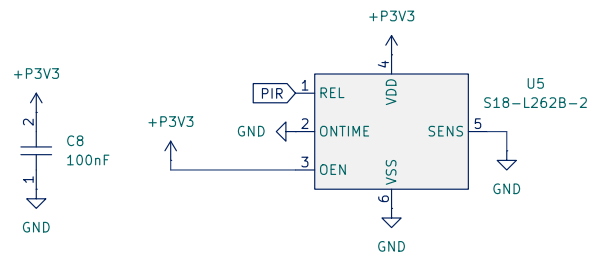 +P3V3
+P3V3
U5
S18-L262B-2
+P3V3
2
C8
100nF
1
GND
4
VDD
PIR
1
REL
GND
2
ONTIME
SENS
5
3
OEN
VSS
6
GND
GND